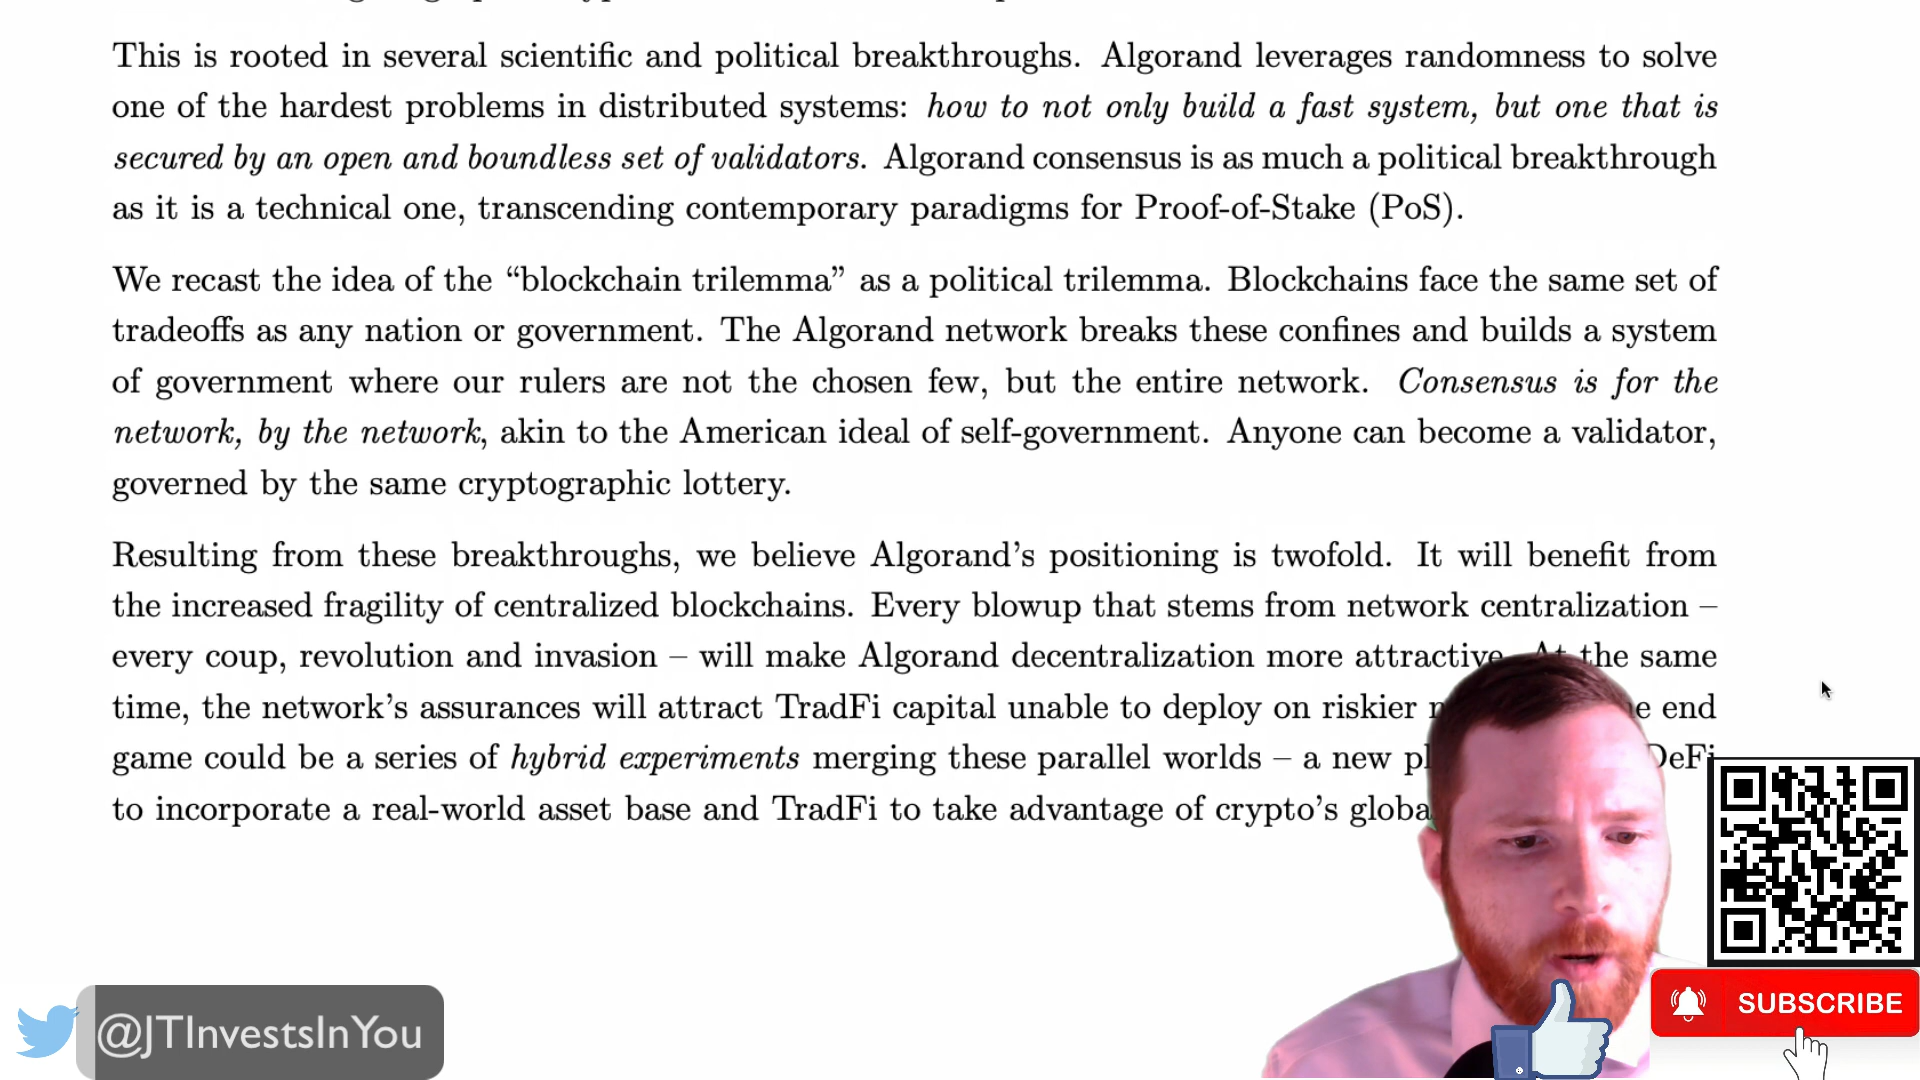 This is rooted in several scientific and political breakthroughs. Algorand leverages randomness to solve
one of the hardest problems in distributed systems: how to not only build a fast system, but one that is
secured by an open and boundless set of validators. Algorand consensus is as much a political breakthrough
as it is a technical one, transcending contemporary paradigms for Proof-of-Stake (PoS).
We recast the idea of the “blockchain trilemma” as a political trilemma. Blockchains face the same set of
tradeoffs as any nation or government. The Algorand network breaks these confines and builds a system
of government where our rulers are not the chosen few, but the entire network. Consensus is for the
network, by the network, akin to the American ideal of self-government. Anyone can become a validator,
governed by the same cryptographic lottery.
Resulting from these breakthroughs, we believe Algorand’s positioning is twofold. It will benefit from
the increased fragility of centralized blockchains. Every blowup that stems from network centralization –
every coup, revolution and invasion – will make Algorand decentralization more attractive. At the same
time, the network’s assurances will attract TradFi capital unable to deploy on riskier end
game could be a series of hybrid experiments merging these parallel worlds – a new DeFi
to incorporate a real-world asset base and TradFi to take advantage of crypto’s
@JTInvestsInYou
SUBSCRIBE